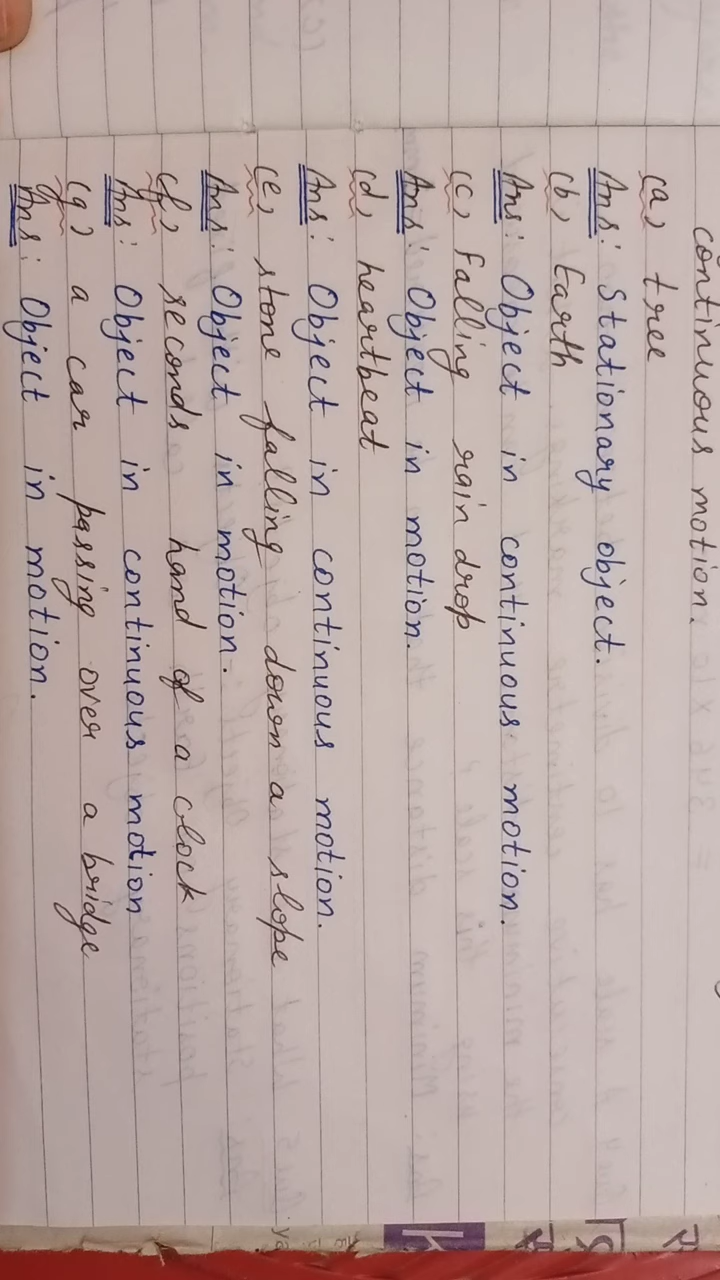 continuous motion.
(a) tree
Ans: Stationary object.
(b) Earth
Ans: Object in continuous motion.
(c) falling rain drop
Ans: Object in motion.
(d) heartbeat
Ans: Object in continuous motion.
(e) stone falling down a slope
Ans: Object in motion.
(f) seconds hand of a clock
Ans: Object in continuous motion
(g) a car passing over a bridge
Ans: Object in motion.